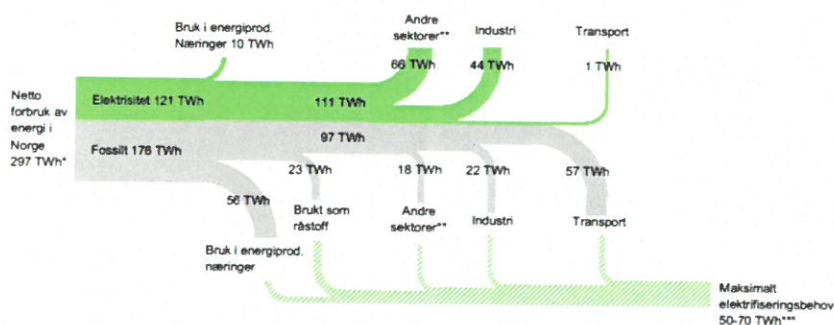 Bruk i energiprod.
Næringer 10 TWh
Andre
sektorer**
66 TWh
Industri
44 TWh
Transport
1 TWh
Netto
forbruk av
energi i
Norge
297 TWh*
Elektrisitet 121 TWh
111 TWh
Fossilt 176 TWh
97 TWh
56 TWh
23 TWh
18 TWh
22 TWh
57 TWh
Bruk i energiprod.
næringer
Brukt som
råstoff
Andre
sektorer**
Industri
Transport
Maksimalt
elektrifiseringsbehov
50-70 TWh***